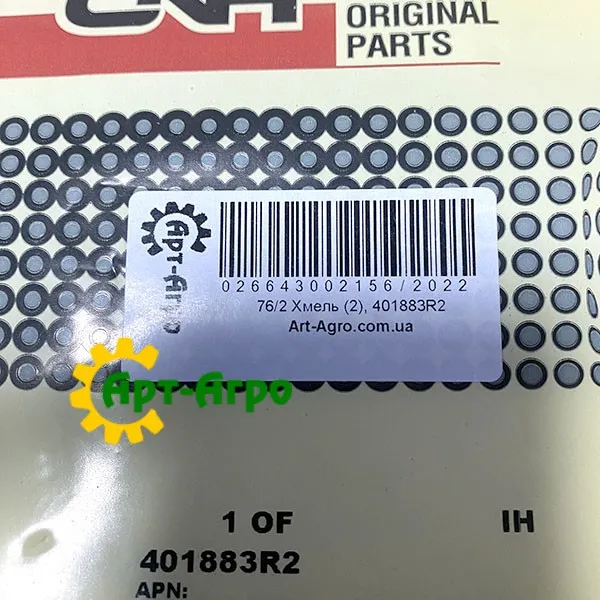 CNH
ORIGINAL
PARTS
Арт-Агро
026643002156/2022
76/2 Хмель (2), 401883R2
Art-Agro.com.ua
Арт-Агро
1 OF
IH
401883R2
APN: